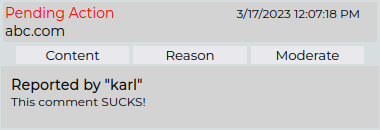 Pending Action 3/17/2023 12:07:18 PM
abc.com
Content Reason Moderate
Reported by "karl"
This comment SUCKS!